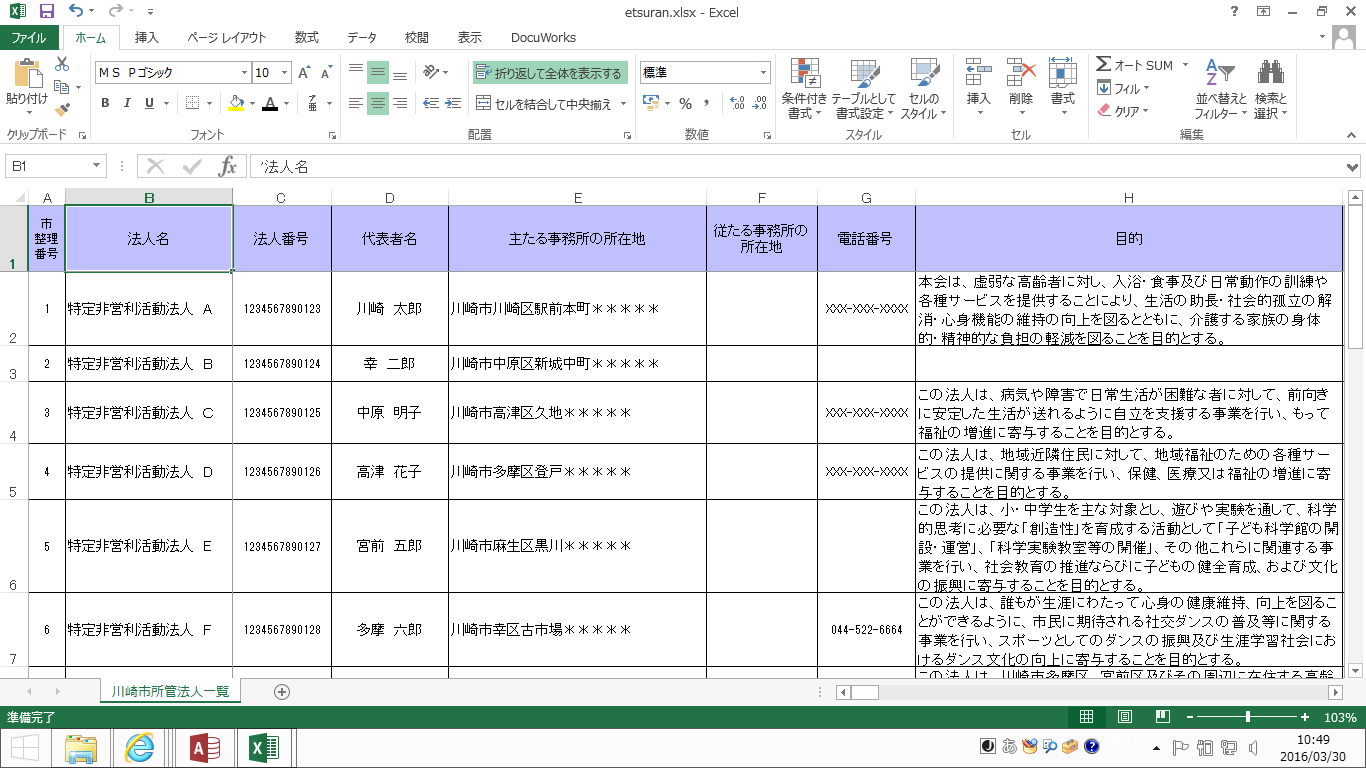 etsuran.xlsx - Excel
ファイル ホーム 挿入 ページ レイアウト 数式 データ 校閲 表示 DocuWorks
ＭＳ Ｐゴシック 10 折り返して全体を表示する 標準 オート SUM
貼り付け B I U セルを結合して中央揃え % 条件付き書式 テーブルとして書式設定 セルのスタイル 挿入 削除 書式 フィル クリア 並べ替えとフィルター 検索と選択
クリップボード フォント 配置 数値 スタイル セル 編集
B1 fx '法人名
A B C D E F G H
1 市
整理
番号
法人名
法人番号
代表者名
主たる事務所の所在地
従たる事務所の
所在地
電話番号
目的
2 1 特定非営利活動法人 Ａ 1234567890123 川崎 太郎 川崎市川崎区駅前本町＊＊＊＊＊ XXX-XXX-XXXX
本会は、虚弱な高齢者に対し、入浴・食事及び日常動作の訓練や
各種サービスを提供することにより、生活の助長・社会的孤立の解
消・心身機能の維持の向上を図るとともに、介護する家族の身体
的・精神的な負担の軽減を図ることを目的とする。
3 2 特定非営利活動法人 Ｂ 1234567890124 幸 二郎 川崎市中原区新城中町＊＊＊＊＊
4 3 特定非営利活動法人 Ｃ 1234567890125 中原 明子 川崎市高津区久地＊＊＊＊＊ XXX-XXX-XXXX
この法人は、病気や障害で日常生活が困難な者に対して、前向き
に安定した生活が送れるように自立を支援する事業を行い、もって
福祉の増進に寄与することを目的とする。
5 4 特定非営利活動法人 Ｄ 1234567890126 高津 花子 川崎市多摩区登戸＊＊＊＊＊ XXX-XXX-XXXX
この法人は、地域近隣住民に対して、地域福祉のための各種サー
ビスの提供に関する事業を行い、保健、医療又は福祉の増進に寄
与することを目的とする。
6 5 特定非営利活動法人 Ｅ 1234567890127 宮前 五郎 川崎市麻生区黒川＊＊＊＊＊
この法人は、小・中学生を主な対象とし、遊びや実験を通して、科学
的思考に必要な「創造性」を育成する活動として「子ども科学館の開
設・運営」、「科学実験教室等の開催」、その他これらに関連する事
業を行い、社会教育の推進ならびに子どもの健全育成、および文化
の振興に寄与することを目的とする。
7 6 特定非営利活動法人 Ｆ 1234567890128 多摩 六郎 川崎市幸区古市場＊＊＊＊＊ 044-522-6664
この法人は、誰もが生涯にわたって心身の健康維持、向上を図るこ
とができるように、市民に期待される社交ダンスの普及等に関する
事業を行い、スポーツとしてのダンスの振興及び生涯学習社会にお
けるダンス文化の向上に寄与することを目的とする。
この法人は、川崎市多摩区、宮前区及びその周辺に在住する高齢
川崎市所管法人一覧
準備完了 103%
10:49
2016/03/30